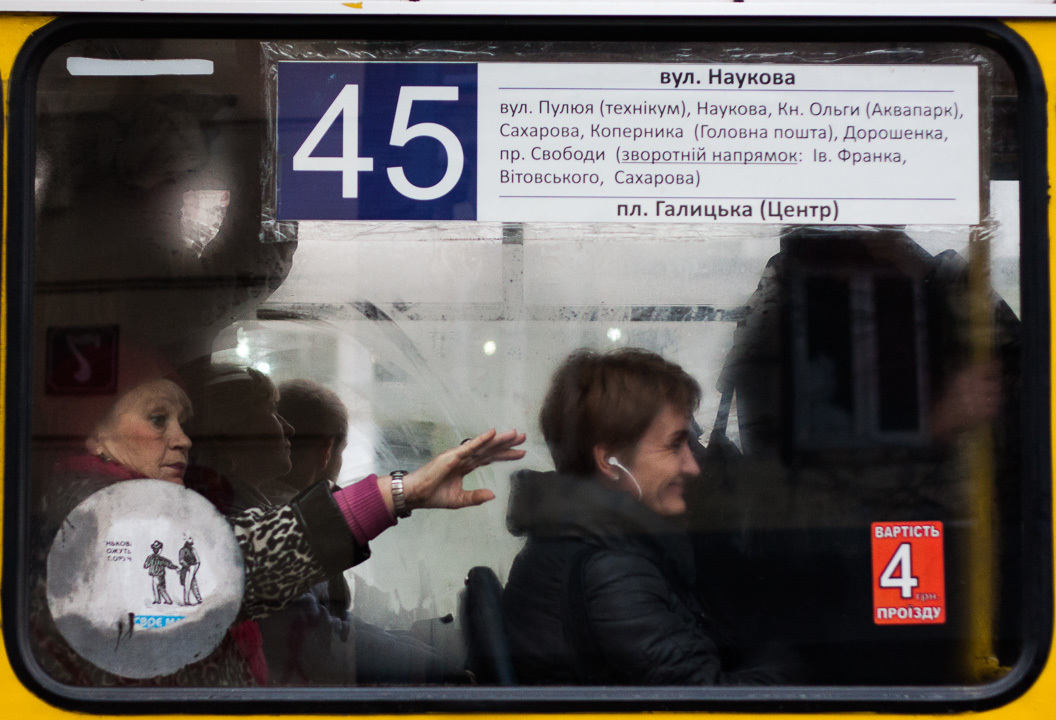 45
вул. Наукова
вул. Пулюя (технікум), Наукова, Кн. Ольги (Аквапарк),
Сахарова, Коперника (Головна пошта), Дорошенка,
пр. Свободи (зворотній напрямок: Ів. Франка,
Вітовського, Сахарова)
пл. Галицька (Центр)
ВАРТІСТЬ
4
грн.
ПРОЇЗДУ
СВОЄ